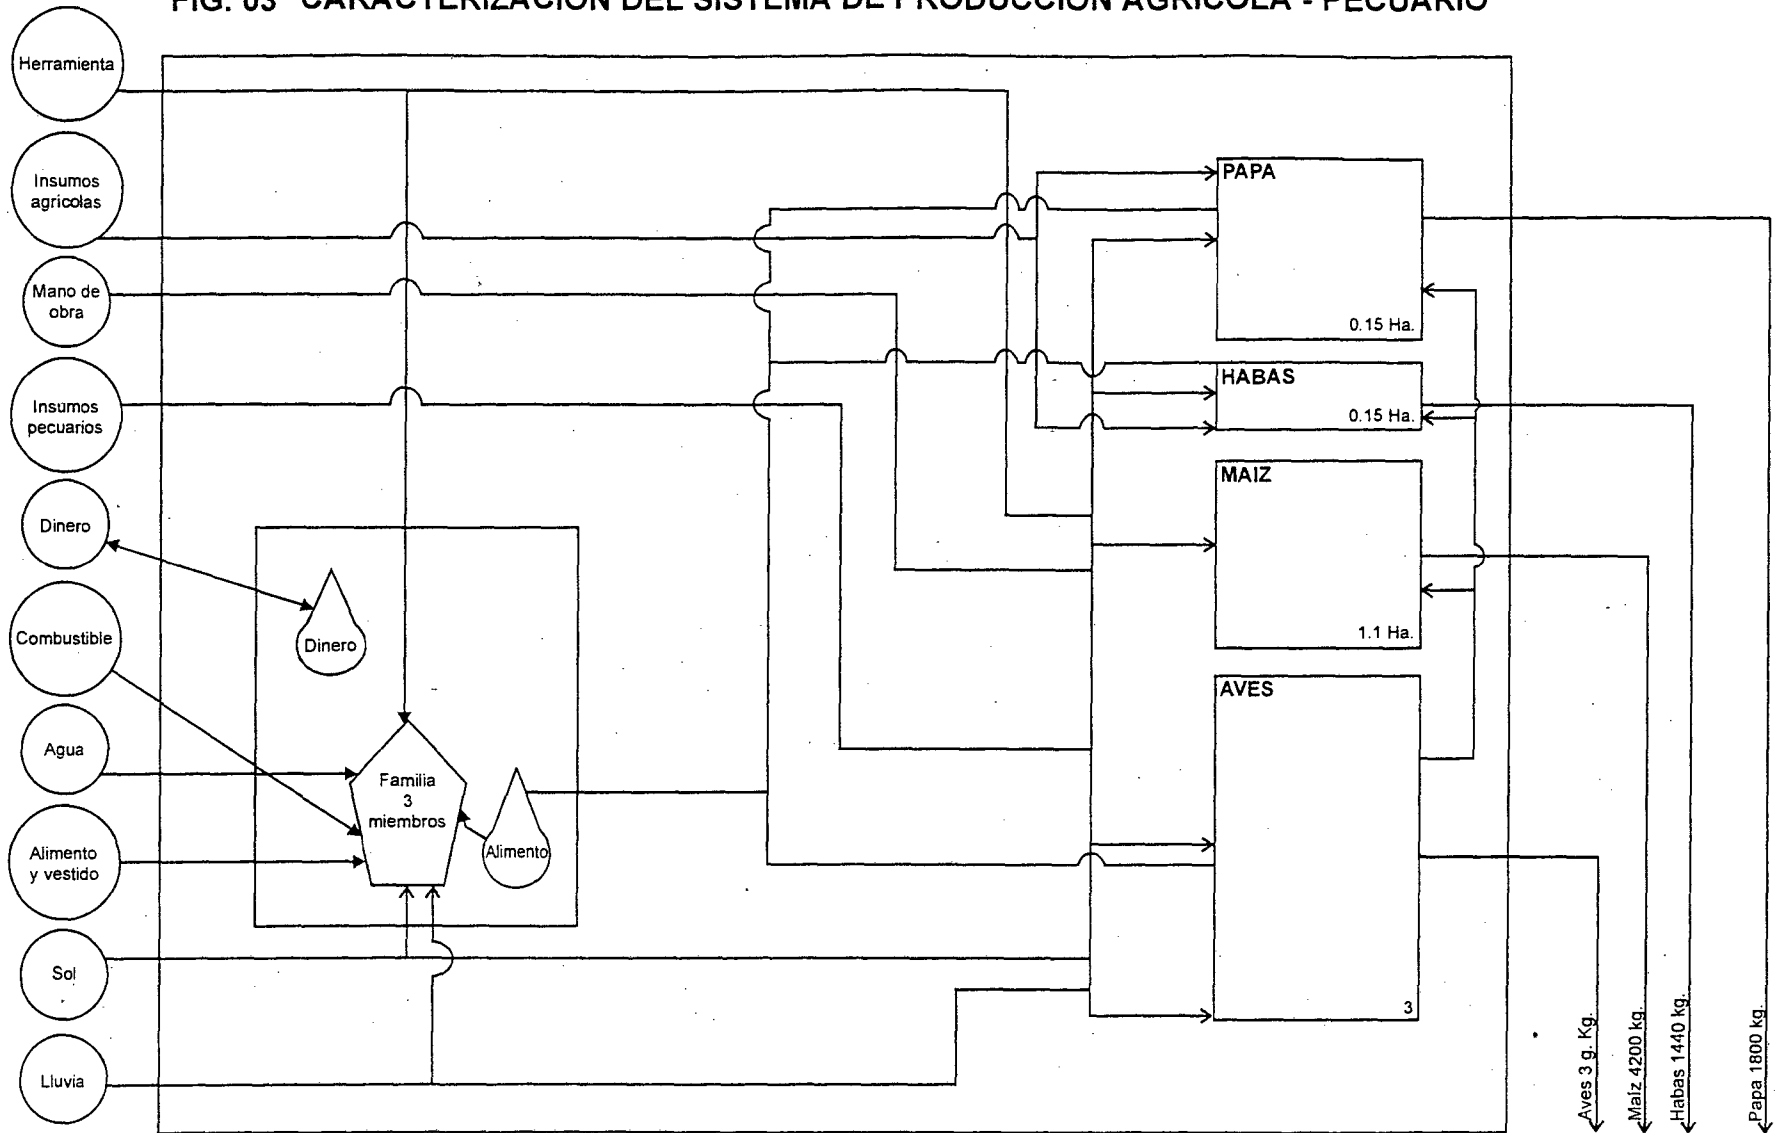 FIG. 03 CARACTERIZACION DEL SISTEMA DE PRODUCCION AGRICOLA - PECUARIO
Herramienta
Insumos
agrícolas
Mano de
obra
Insumos
pecuarios
Dinero
Combustible
Agua
Alimento
y vestido
Sol
Lluvia
Dinero
Familia
3
miembros
Alimento
PAPA
0.15 Ha.
HABAS
0.15 Ha.
MAIZ
1.1 Ha.
AVES
3
Aves 3 g. Kg.
Maíz 4200 kg.
Habas 1440 kg.
Papa 1800 kg.